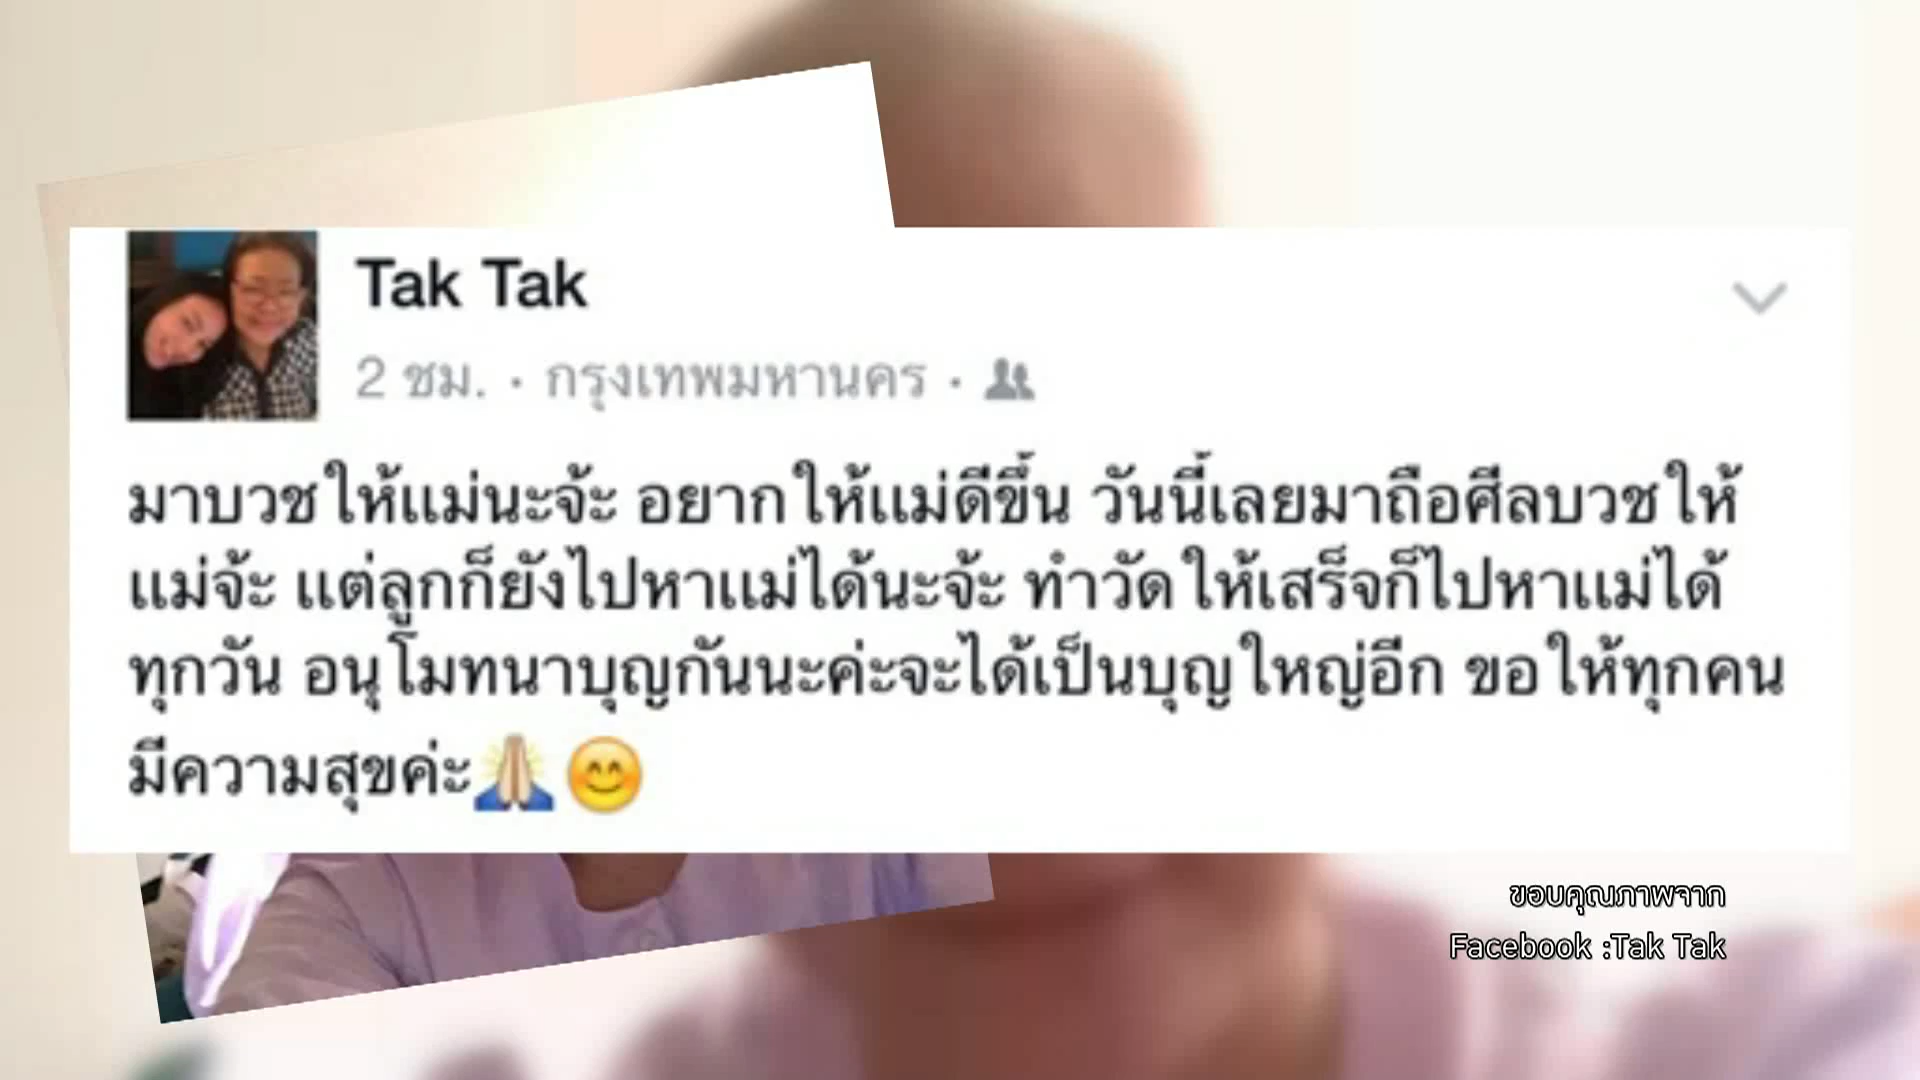 Tak Tak
2 ชม. · กรุงเทพมหานคร ·
มาบวชให้แม่นะจ้ะ อยากให้แม่ดีขึ้น วันนี้เลยมาถือศีลบวชให้
แม่จ้ะ แต่ลูกก็ยังไปหาแม่ได้นะจ้ะ ทำวัดให้เสร็จก็ไปหาแม่ได้
ทุกวัน อนุโมทนาบุญกันนะค่ะจะได้เป็นบุญใหญ่อีก ขอให้ทุกคน
มีความสุขค่ะ🙏😊
ขอบคุณภาพจาก
Facebook :Tak Tak